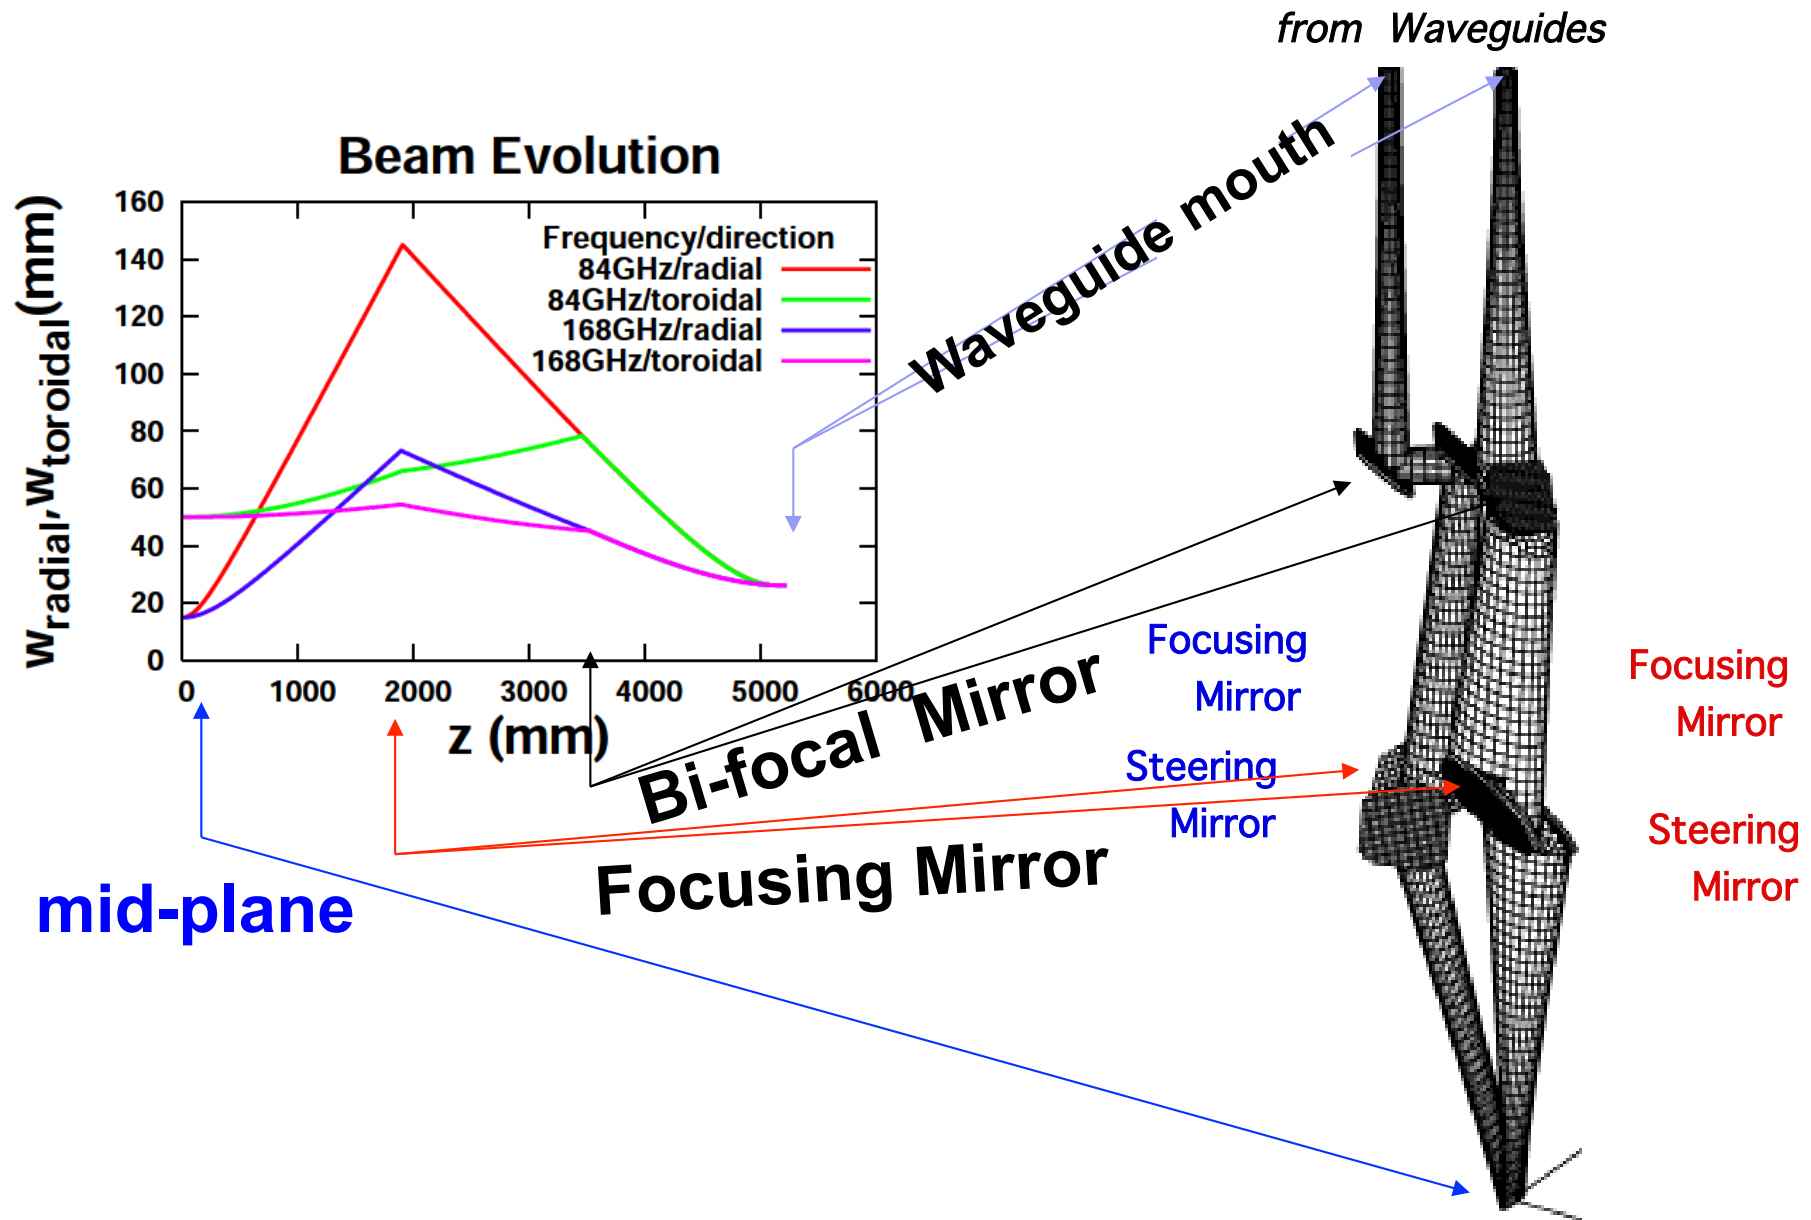 from Waveguides
Beam Evolution
Waveguide mouth
160
140
120
100
80
60
40
20
0
w_radial, w_toroidal (mm)
Frequency/direction
84GHz/radial
84GHz/toroidal
168GHz/radial
168GHz/toroidal
0 1000 2000 3000 4000 5000 6000
z (mm)
Bi-focal Mirror
Focusing
Mirror
Steering
Mirror
Focusing
Mirror
Steering
Mirror
Focusing Mirror
mid-plane